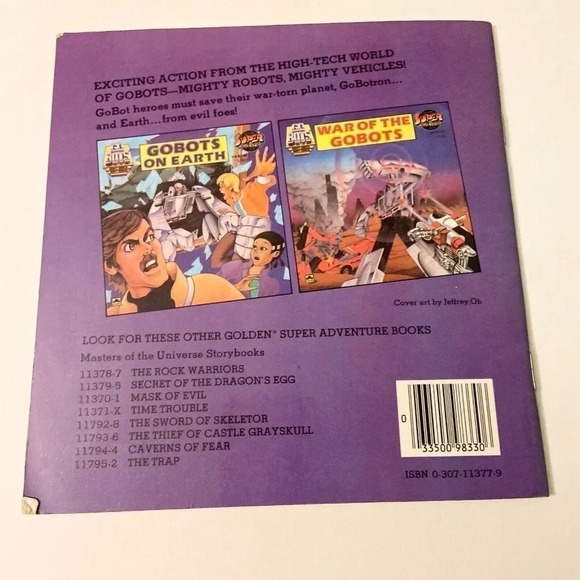 EXCITING ACTION FROM THE HIGH-TECH WORLD
OF GOBOTS—MIGHTY ROBOTS, MIGHTY VEHICLES!
GoBot heroes must save their war-torn planet, GoBotron...
and Earth...from evil foes!
GOBOTS
ON EARTH
SUPER
WAR OF THE
GOBOTS
SUPER
Cover art by Jeffrey Oh
LOOK FOR THESE OTHER GOLDEN® SUPER ADVENTURE BOOKS
Masters of the Universe Storybooks
11378-7 THE ROCK WARRIORS
11379-5 SECRET OF THE DRAGON'S EGG
11370-1 MASK OF EVIL
11371-X TIME TROUBLE
11792-8 THE SWORD OF SKELETOR
11793-6 THE THIEF OF CASTLE GRAYSKULL
11794-4 CAVERNS OF FEAR
11795-2 THE TRAP
0
33500 98330
ISBN 0-307-11377-9